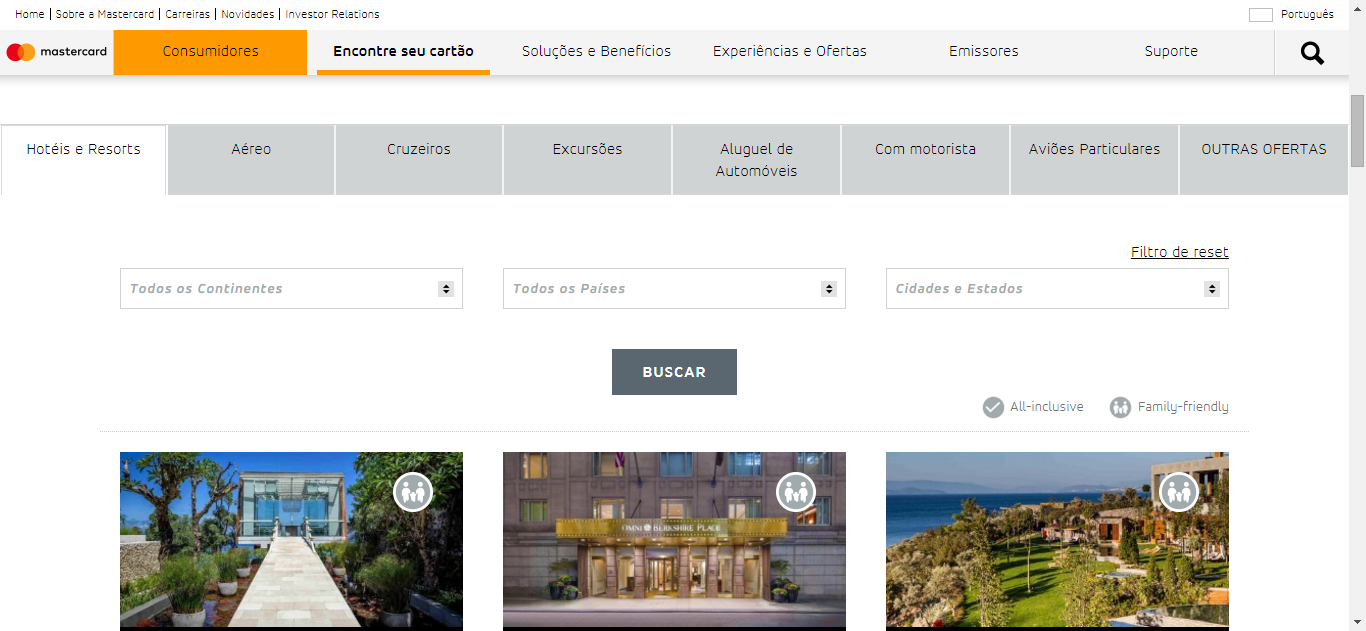 Home | Sobre a Mastercard | Carreiras | Novidades | Investor Relations
Português
mastercard
Consumidores
Encontre seu cartão
Soluções e Benefícios
Experiências e Ofertas
Emissores
Suporte
Hotéis e Resorts
Aéreo
Cruzeiros
Excursões
Aluguel de
Automóveis
Com motorista
Aviões Particulares
OUTRAS OFERTAS
Filtro de reset
Todos os Continentes
Todos os Países
Cidades e Estados
BUSCAR
All-inclusive
Family-friendly
OMNI BERKSHIRE PLACE